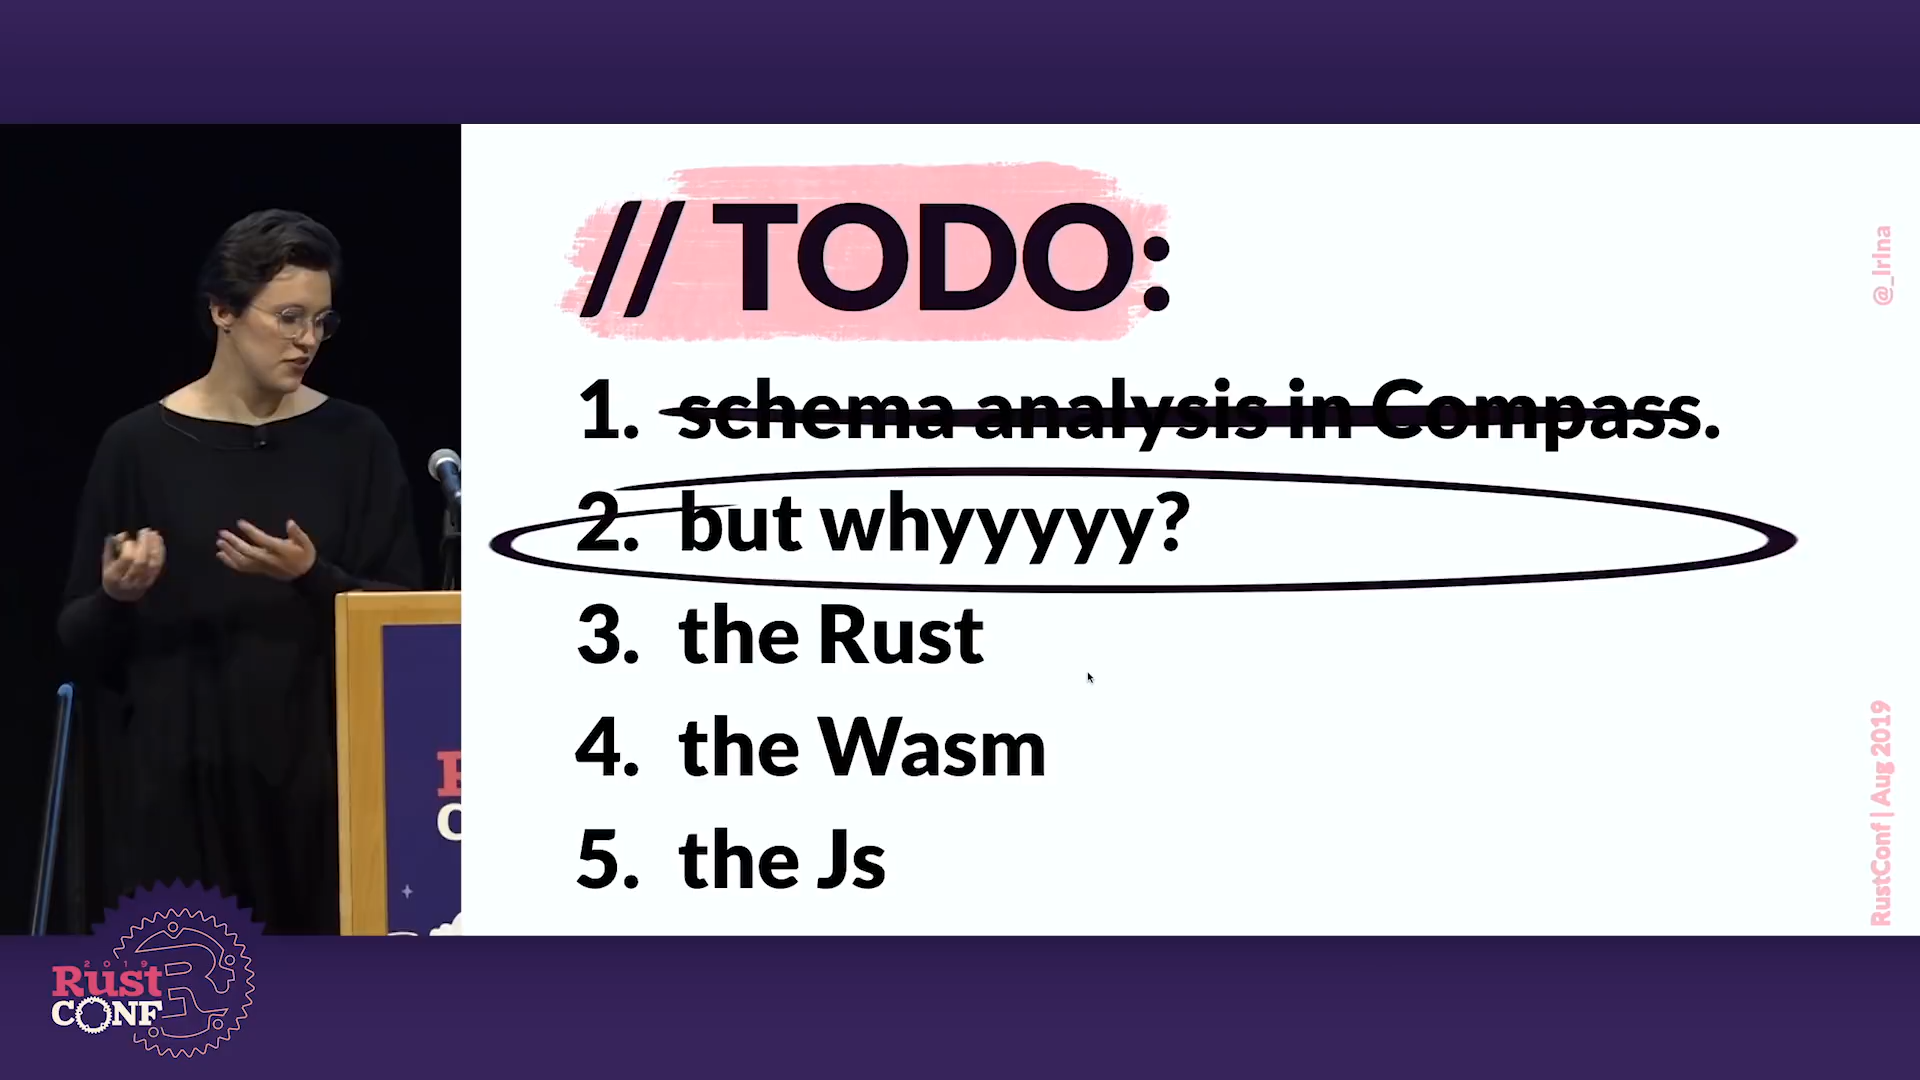 // TODO:
1. schema analysis in Compass.
2. but whyyyyy?
3. the Rust
4. the Wasm
5. the Js
@_lrlna
RustConf | Aug 2019
2019
Rust
CONF